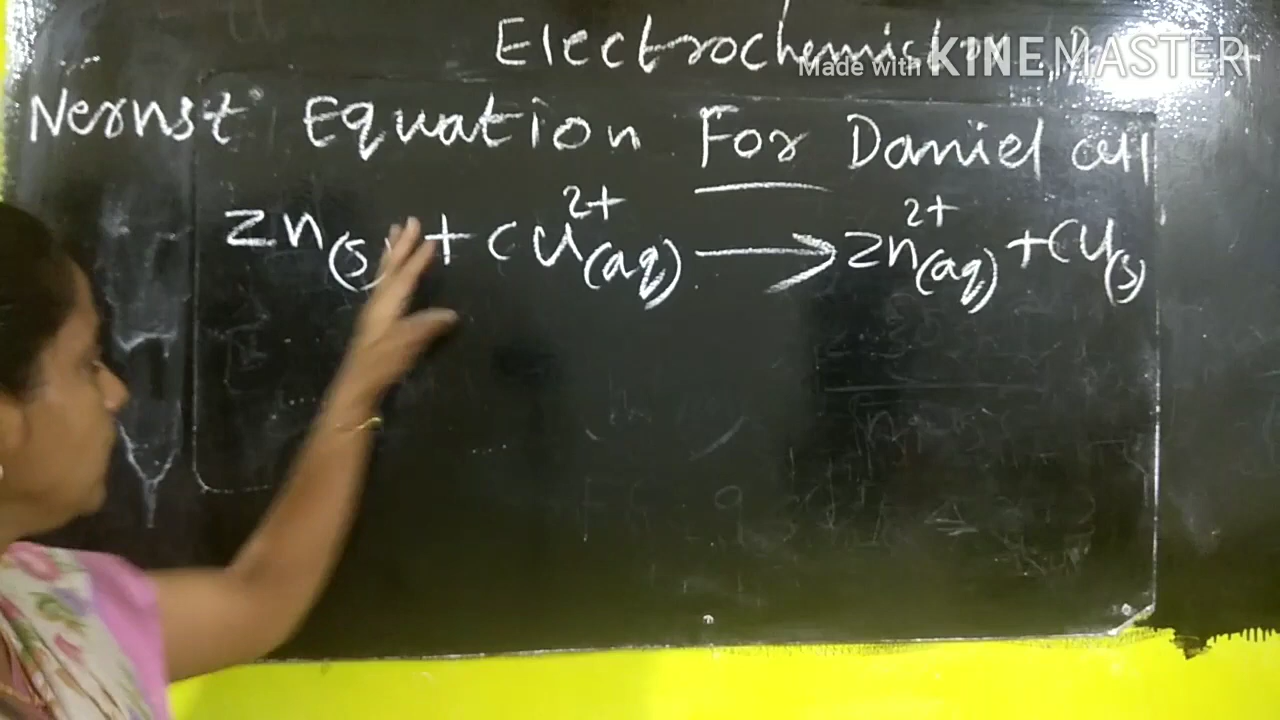 Electrochemistry
Made with KINEMASTER
Nernst Equation For Daniel cell
Zn(s) + Cu²⁺(aq) → Zn²⁺(aq) + Cu(s)